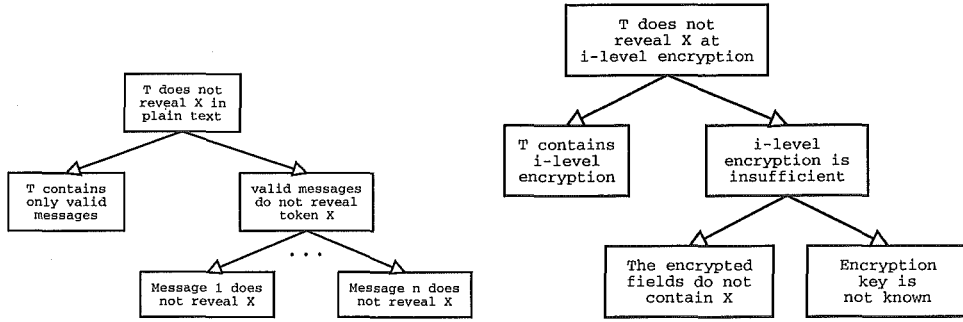 T does not
reveal X in
plain text
T contains
only valid
messages
valid messages
do not reveal
token X
. . .
Message 1 does
not reveal X
Message n does
not reveal X
T does not
reveal X at
i-level encryption
T contains
i-level
encryption
i-level
encryption is
insufficient
The encrypted
fields do not
contain X
Encryption
key is
not known